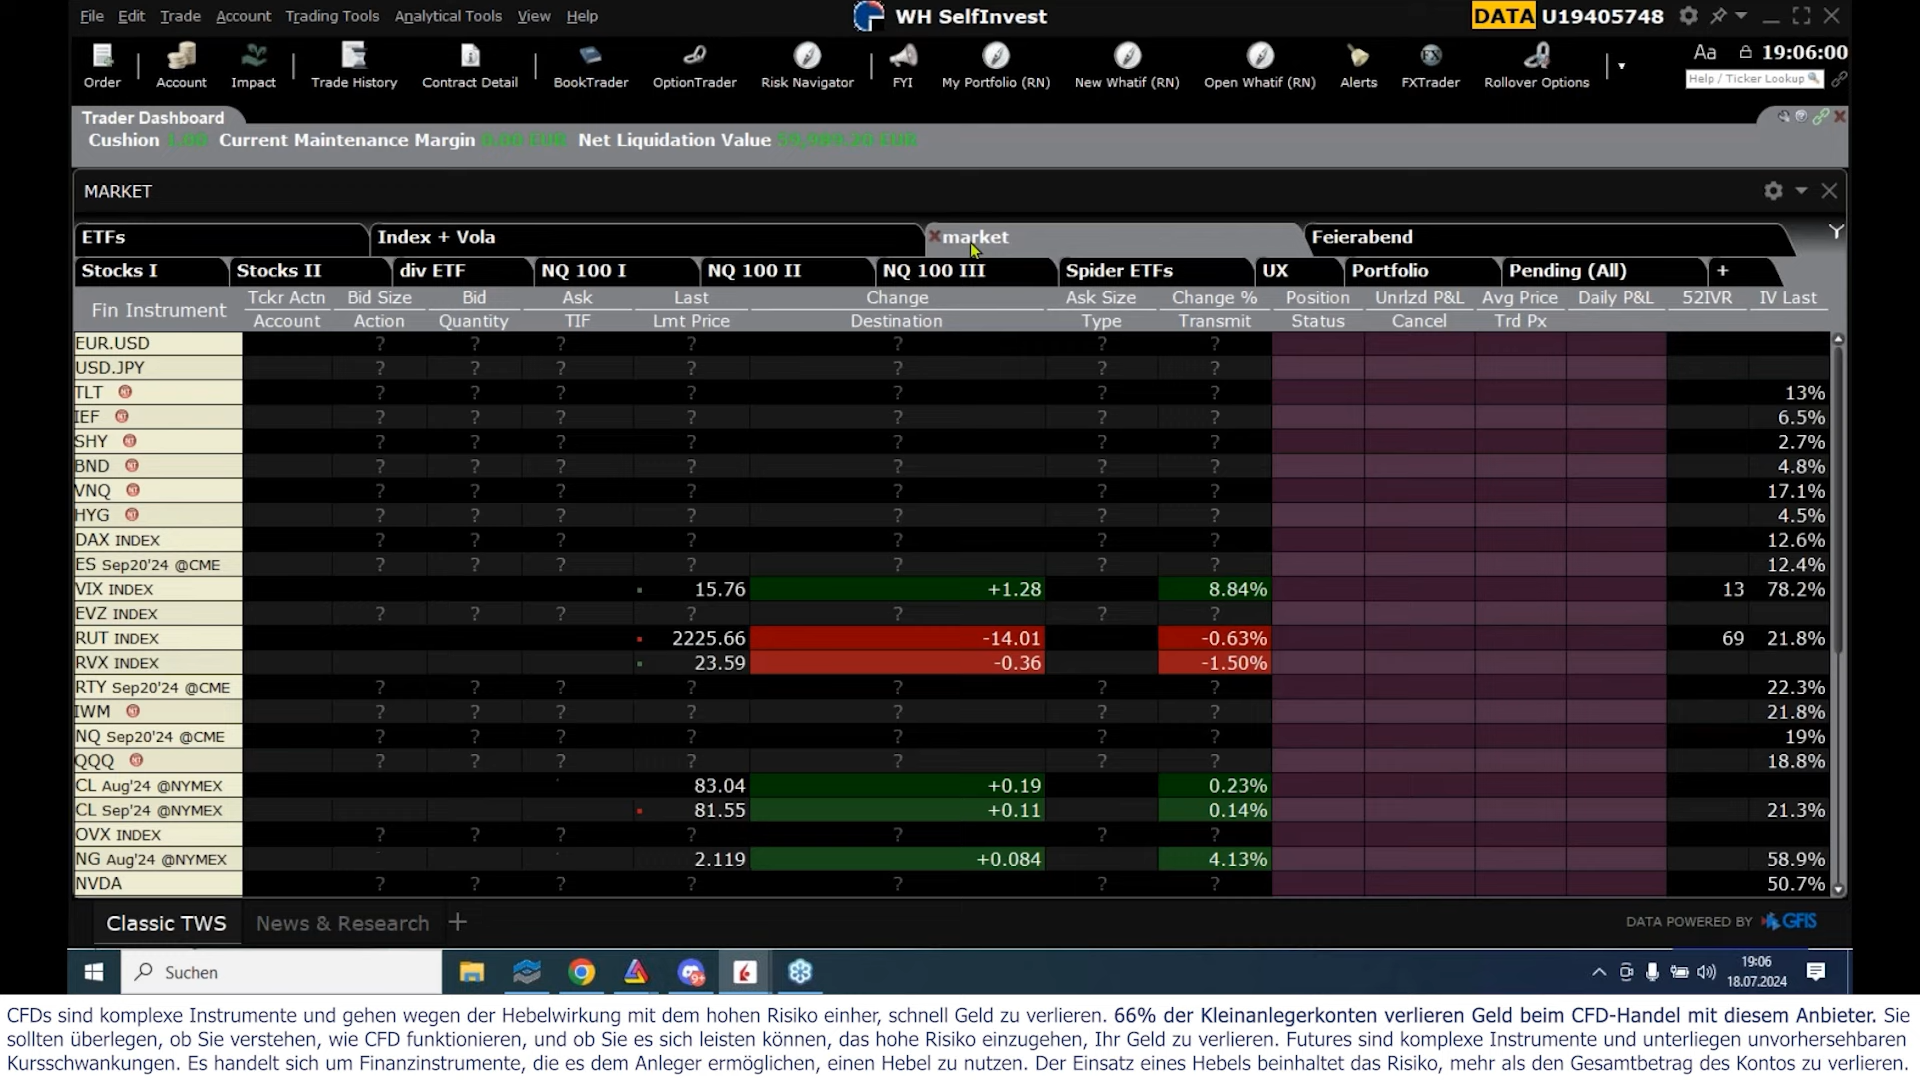 File Edit Trade Account Trading Tools Analytical Tools View Help WH SelfInvest DATA U19405748
Aa 19:06:00
Order Account Impact Trade History Contract Detail BookTrader OptionTrader Risk Navigator FYI My Portfolio (RN) New Whatif (RN) Open Whatif (RN) Alerts FXTrader Rollover Options Help / Ticker Lookup
Trader Dashboard
Cushion Current Maintenance Margin Net Liquidation Value
MARKET
ETFs Index + Vola market Feierabend
Stocks I Stocks II div ETF NQ 100 I NQ 100 II NQ 100 III Spider ETFs UX Portfolio Pending (All) +
Fin Instrument Tckr Actn Bid Size Bid Ask Last Change Ask Size Change % Position Unrlzd P&L Avg Price Daily P&L 52IVR IV Last
Account Action Quantity TIF Lmt Price Destination Type Transmit Status Cancel Trd Px
EUR.USD ? ? ? ? ? ? ?
USD.JPY ? ? ? ? ? ? ?
TLT ? ? ? ? ? ? ? 13%
IEF ? ? ? ? ? ? ? 6.5%
SHY ? ? ? ? ? ? ? 2.7%
BND ? ? ? ? ? ? ? 4.8%
VNQ ? ? ? ? ? ? ? 17.1%
HYG ? ? ? ? ? ? ? 4.5%
DAX INDEX ? ? ? ? ? ? ? 12.6%
ES Sep20'24 @CME ? ? ? ? ? ? ? 12.4%
VIX INDEX 15.76 +1.28 8.84% 13 78.2%
EVZ INDEX ? ? ? ? ? ? ?
RUT INDEX 2225.66 -14.01 -0.63% 69 21.8%
RVX INDEX 23.59 -0.36 -1.50%
RTY Sep20'24 @CME ? ? ? ? ? ? ? 22.3%
IWM ? ? ? ? ? ? ? 21.8%
NQ Sep20'24 @CME ? ? ? ? ? ? ? 19%
QQQ ? ? ? ? ? ? ? 18.8%
CL Aug'24 @NYMEX 83.04 +0.19 0.23%
CL Sep'24 @NYMEX 81.55 +0.11 0.14% 21.3%
OVX INDEX ? ? ? ? ? ? ?
NG Aug'24 @NYMEX 2.119 +0.084 4.13% 58.9%
NVDA ? ? ? ? ? ? ? 50.7%
Classic TWS News & Research + DATA POWERED BY GFIS
Suchen 19:06
18.07.2024
CFDs sind komplexe Instrumente und gehen wegen der Hebelwirkung mit dem hohen Risiko einher, schnell Geld zu verlieren. 66% der Kleinanlegerkonten verlieren Geld beim CFD-Handel mit diesem Anbieter. Sie
sollten überlegen, ob Sie verstehen, wie CFD funktionieren, und ob Sie es sich leisten können, das hohe Risiko einzugehen, Ihr Geld zu verlieren. Futures sind komplexe Instrumente und unterliegen unvorhersehbaren
Kursschwankungen. Es handelt sich um Finanzinstrumente, die es dem Anleger ermöglichen, einen Hebel zu nutzen. Der Einsatz eines Hebels beinhaltet das Risiko, mehr als den Gesamtbetrag des Kontos zu verlieren.